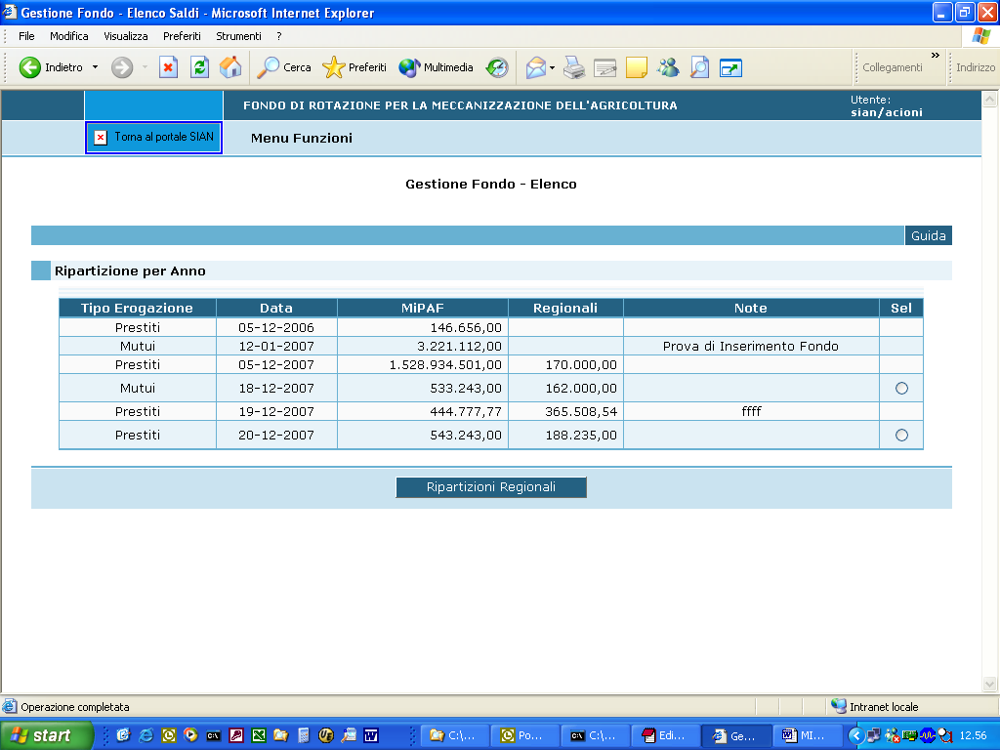 Gestione Fondo - Elenco Saldi - Microsoft Internet Explorer
File Modifica Visualizza Preferiti Strumenti ?
Indietro Cerca Preferiti Multimedia Collegamenti » Indirizzo
FONDO DI ROTAZIONE PER LA MECCANIZZAZIONE DELL'AGRICOLTURA
Utente:
sian/acioni
Torna al portale SIAN Menu Funzioni
Gestione Fondo - Elenco
Guida
Ripartizione per Anno
Tipo Erogazione Data MiPAF Regionali Note Sel
Prestiti 05-12-2006 146.656,00
Mutui 12-01-2007 3.221.112,00 Prova di Inserimento Fondo
Prestiti 05-12-2007 1.528.934.501,00 170.000,00
Mutui 18-12-2007 533.243,00 162.000,00
Prestiti 19-12-2007 444.777,77 365.508,54 ffff
Prestiti 20-12-2007 543.243,00 188.235,00
Ripartizioni Regionali
Operazione completata Intranet locale
start C:\... Po... C:\... Edi... Ge... MI... 12.56